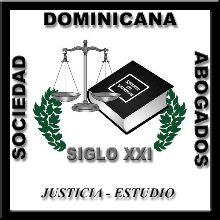 DOMINICANA
SOCIEDAD
ABOGADOS
SIGLO XXI
JUSTICIA - ESTUDIO